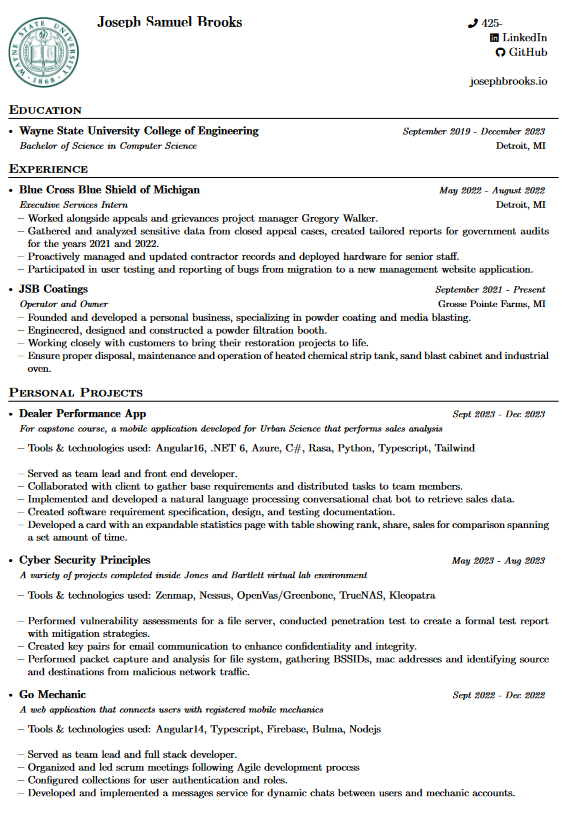 Joseph Samuel Brooks
425-
LinkedIn
GitHub
josephbrooks.io
WAYNE STATE UNIVERSITY
1868
Education
• Wayne State University College of Engineering September 2019 - December 2023
Bachelor of Science in Computer Science Detroit, MI
Experience
• Blue Cross Blue Shield of Michigan May 2022 - August 2022
Executive Services Intern Detroit, MI
– Worked alongside appeals and grievances project manager Gregory Walker.
– Gathered and analyzed sensitive data from closed appeal cases, created tailored reports for government audits
for the years 2021 and 2022.
– Proactively managed and updated contractor records and deployed hardware for senior staff.
– Participated in user testing and reporting of bugs from migration to a new management website application.
• JSB Coatings September 2021 - Present
Operator and Owner Grosse Pointe Farms, MI
– Founded and developed a personal business, specializing in powder coating and media blasting.
– Engineered, designed and constructed a powder filtration booth.
– Working closely with customers to bring their restoration projects to life.
– Ensure proper disposal, maintenance and operation of heated chemical strip tank, sand blast cabinet and industrial
oven.
Personal Projects
• Dealer Performance App Sept 2023 - Dec 2023
For capstone course, a mobile application developed for Urban Science that performs sales analysis
– Tools & technologies used: Angular16, .NET 6, Azure, C#, Rasa, Python, Typescript, Tailwind
– Served as team lead and front end developer.
– Collaborated with client to gather base requirements and distributed tasks to team members.
– Implemented and developed a natural language processing conversational chat bot to retrieve sales data.
– Created software requirement specification, design, and testing documentation.
– Developed a card with an expandable statistics page with table showing rank, share, sales for comparison spanning
a set amount of time.
• Cyber Security Principles May 2023 - Aug 2023
A variety of projects completed inside Jones and Bartlett virtual lab environment
– Tools & technologies used: Zenmap, Nessus, OpenVas/Greenbone, TrueNAS, Kleopatra
– Performed vulnerability assessments for a file server, conducted penetration test to create a formal test report
with mitigation strategies.
– Created key pairs for email communication to enhance confidentiality and integrity.
– Performed packet capture and analysis for file system, gathering BSSIDs, mac addresses and identifying source
and destinations from malicious network traffic.
• Go Mechanic Sept 2022 - Dec 2022
A web application that connects users with registered mobile mechanics
– Tools & technologies used: Angular14, Typescript, Firebase, Bulma, Nodejs
– Served as team lead and full stack developer.
– Organized and led scrum meetings following Agile development process
– Configured collections for user authentication and roles.
– Developed and implemented a messages service for dynamic chats between users and mechanic accounts.